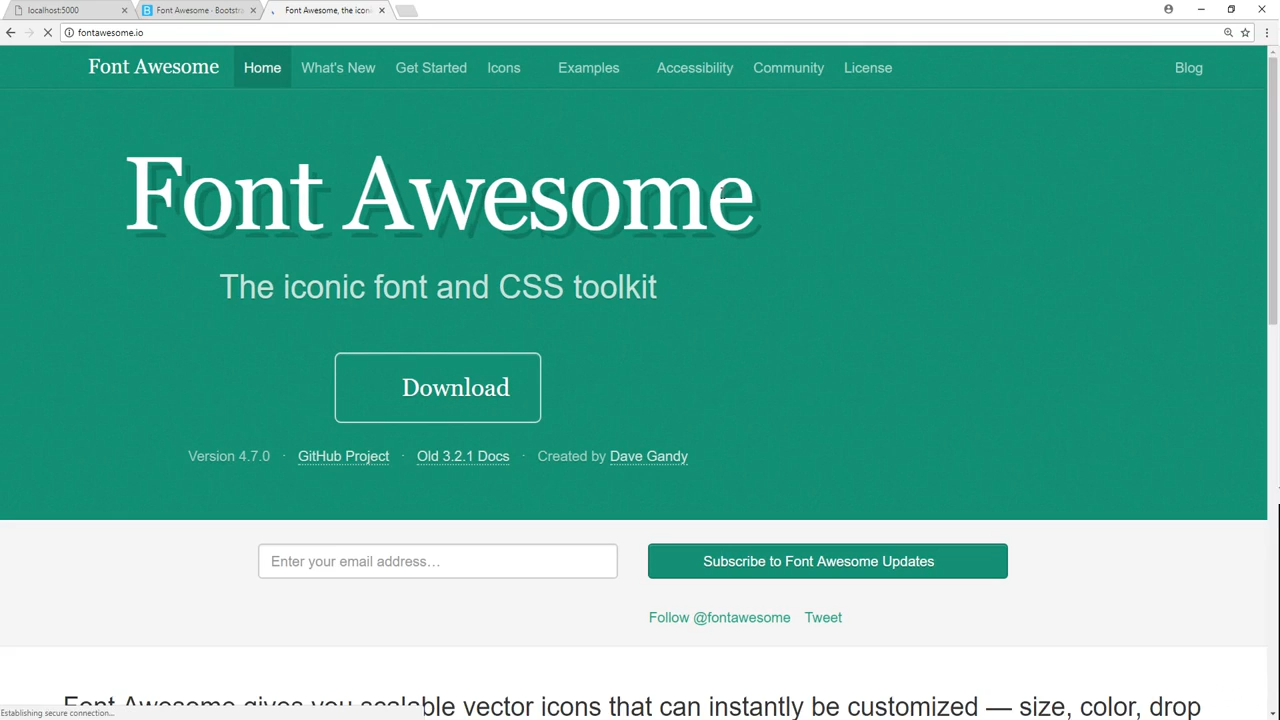 localhost:5000 Font Awesome · Bootstra Font Awesome, the icon
fontawesome.io
Font Awesome Home What's New Get Started Icons Examples Accessibility Community License Blog
Font Awesome
The iconic font and CSS toolkit
Download
Version 4.7.0 · GitHub Project · Old 3.2.1 Docs · Created by Dave Gandy
Enter your email address… Subscribe to Font Awesome Updates
Follow @fontawesome Tweet
Font Awesome gives you scalable vector icons that can instantly be customized — size, color, drop
Establishing secure connection...